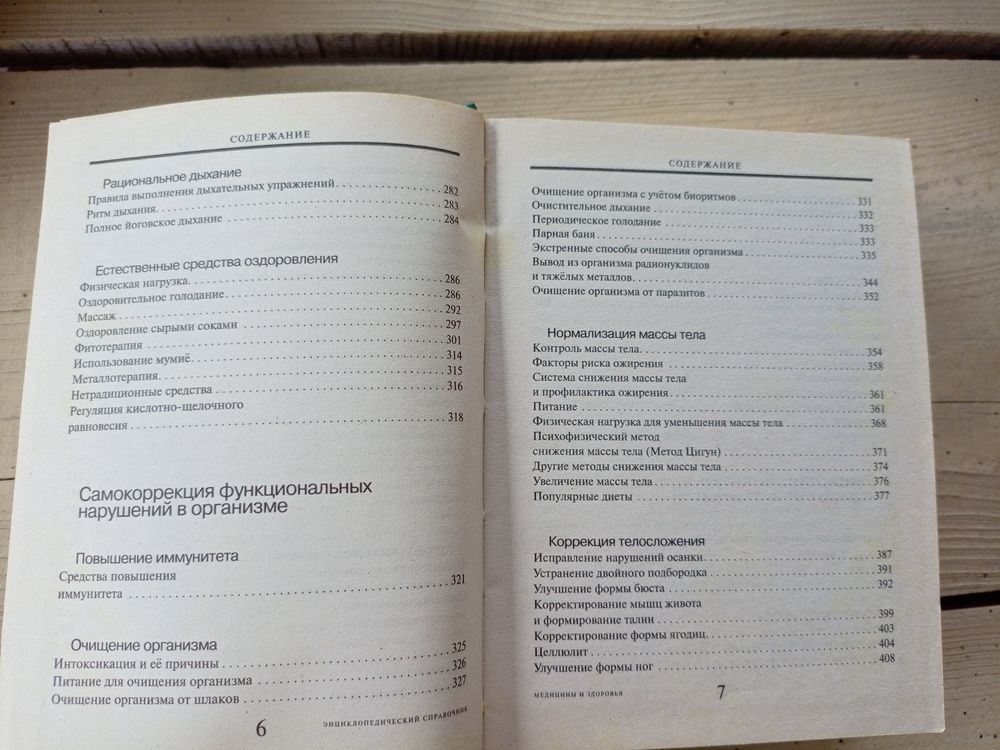 СОДЕРЖАНИЕ
Рациональное дыхание
Правила выполнения дыхательных упражнений. . . . . . . . . . . . . . . . . 282
Ритм дыхания. . . . . . . . . . . . . . . . . . . . . . . . . . . . . . . . . . . . . . . . . . 283
Полное йоговское дыхание . . . . . . . . . . . . . . . . . . . . . . . . . . . . . . . 284
Естественные средства оздоровления
Физическая нагрузка. . . . . . . . . . . . . . . . . . . . . . . . . . . . . . . . . . . . 286
Оздоровительное голодание. . . . . . . . . . . . . . . . . . . . . . . . . . . . . . 286
Массаж . . . . . . . . . . . . . . . . . . . . . . . . . . . . . . . . . . . . . . . . . . . . . 292
Оздоровление сырыми соками . . . . . . . . . . . . . . . . . . . . . . . . . . . . 297
Фитотерапия . . . . . . . . . . . . . . . . . . . . . . . . . . . . . . . . . . . . . . . . . 301
Использование мумиё. . . . . . . . . . . . . . . . . . . . . . . . . . . . . . . . . . . 314
Металлотерапия. . . . . . . . . . . . . . . . . . . . . . . . . . . . . . . . . . . . . . . 315
Нетрадиционные средства . . . . . . . . . . . . . . . . . . . . . . . . . . . . . . . 316
Регуляция кислотно-щелочного
равновесия . . . . . . . . . . . . . . . . . . . . . . . . . . . . . . . . . . . . . . . . . . 318
Самокоррекция функциональных
нарушений в организме
Повышение иммунитета
Средства повышения
иммунитета . . . . . . . . . . . . . . . . . . . . . . . . . . . . . . . . . . . . . . . . . . 321
Очищение организма
Интоксикация и её причины . . . . . . . . . . . . . . . . . . . . . . . . . . . . . 325
Питание для очищения организма . . . . . . . . . . . . . . . . . . . . . . . . . 326
Очищение организма от шлаков . . . . . . . . . . . . . . . . . . . . . . . . . . 327
6 ЭНЦИКЛОПЕДИЧЕСКИЙ СПРАВОЧНИК
СОДЕРЖАНИЕ
Очищение организма с учётом биоритмов . . . . . . . . . . . . . . . . . . . 331
Очистительное дыхание . . . . . . . . . . . . . . . . . . . . . . . . . . . . . . . . . 332
Периодическое голодание . . . . . . . . . . . . . . . . . . . . . . . . . . . . . . . 333
Парная баня . . . . . . . . . . . . . . . . . . . . . . . . . . . . . . . . . . . . . . . . . . 333
Экстренные способы очищения организма . . . . . . . . . . . . . . . . . . . 335
Вывод из организма радионуклидов
и тяжёлых металлов. . . . . . . . . . . . . . . . . . . . . . . . . . . . . . . . . . . . 344
Очищение организма от паразитов . . . . . . . . . . . . . . . . . . . . . . . . 352
Нормализация массы тела
Контроль массы тела. . . . . . . . . . . . . . . . . . . . . . . . . . . . . . . . . . . 354
Факторы риска ожирения . . . . . . . . . . . . . . . . . . . . . . . . . . . . . . . 358
Система снижения массы тела
и профилактика ожирения . . . . . . . . . . . . . . . . . . . . . . . . . . . . . . . 361
Питание . . . . . . . . . . . . . . . . . . . . . . . . . . . . . . . . . . . . . . . . . . . . 361
Физическая нагрузка для уменьшения массы тела . . . . . . . . . . . . . 368
Психофизический метод
снижения массы тела (Метод Цигун) . . . . . . . . . . . . . . . . . . . . . . . 371
Другие методы снижения массы тела . . . . . . . . . . . . . . . . . . . . . . . 374
Увеличение массы тела . . . . . . . . . . . . . . . . . . . . . . . . . . . . . . . . . 376
Популярные диеты . . . . . . . . . . . . . . . . . . . . . . . . . . . . . . . . . . . . 377
Коррекция телосложения
Исправление нарушений осанки. . . . . . . . . . . . . . . . . . . . . . . . . . . 387
Устранение двойного подбородка . . . . . . . . . . . . . . . . . . . . . . . . . 391
Улучшение формы бюста . . . . . . . . . . . . . . . . . . . . . . . . . . . . . . . . 392
Корректирование мышц живота
и формирование талии . . . . . . . . . . . . . . . . . . . . . . . . . . . . . . . . . 399
Корректирование формы ягодиц. . . . . . . . . . . . . . . . . . . . . . . . . . . 403
Целлюлит . . . . . . . . . . . . . . . . . . . . . . . . . . . . . . . . . . . . . . . . . . . 404
Улучшение формы ног . . . . . . . . . . . . . . . . . . . . . . . . . . . . . . . . . . 408
МЕДИЦИНЫ И ЗДОРОВЬЯ 7